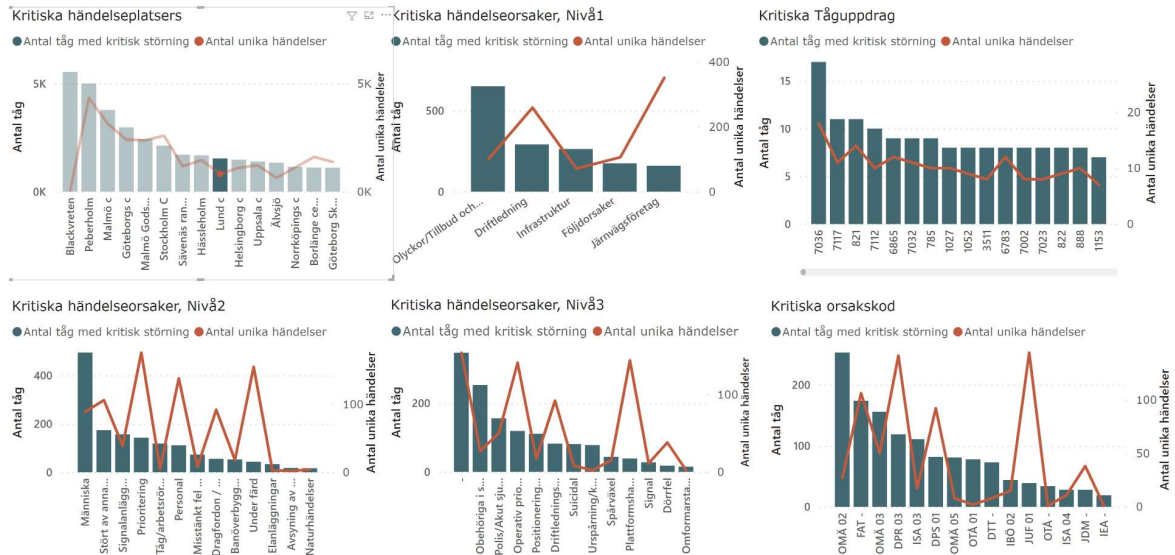 Kritiska händelseplatsers
Antal tåg med kritisk störning Antal unika händelser
5K 5K
0K 0K
Antal tåg
Antal unika händelser
Blackvreten
Peberholm
Malmö c
Göteborgs c
Malmö Gods...
Stockholm C
Sävenäs ran...
Hässleholm
Lund c
Helsingborg c
Uppsala c
Älvsjö
Norrköpings c
Borlänge ce...
Göteborg Sk...
Kritiska händelseorsaker, Nivå1
Antal tåg med kritisk störning Antal unika händelser
400
500
200
0 0
Antal tåg
Antal unika händelser
Olyckor/Tillbud och...
Driftledning
Infrastruktur
Följdorsaker
Järnvägsföretag
Kritiska Tåguppdrag
Antal tåg med kritisk störning Antal unika händelser
15
20
10
10
5
0 0
Antal tåg
Antal unika händelser
7036
7117
821
7112
6865
7032
785
1027
1052
3511
6783
7002
7023
822
888
1153
Kritiska händelseorsaker, Nivå2
Antal tåg med kritisk störning Antal unika händelser
400
100
200
0 0
Antal tåg
Antal unika händelser
Människa
Stört av anna...
Signalanlägg...
Prioritering
Tåg/arbetsrör...
Personal
Misstänkt fel ...
Dragfordon / ...
Banöverbygg...
Under färd
Elanläggningar
Avsyning av ...
Naturhändelser
Kritiska händelseorsaker, Nivå3
Antal tåg med kritisk störning Antal unika händelser
200
100
0 0
Antal tåg
Antal unika händelser
-
Obehöriga i s...
Polis/Akut sju...
Operativ prio...
Positionering...
Driftlednings...
Suicidal
Urspårning/k...
Spårväxel
Plattformsha...
Signal
Dörrfel
Omformarsta...
Kritiska orsakskod
Antal tåg med kritisk störning Antal unika händelser
200
100
100
50
0 0
Antal tåg
Antal unika händelser
OMÄ 02
FAT -
OMÄ 03
DPR 03
ISA 03
DPS 01
OMÄ 05
OTÅ 01
DTT -
IBÖ 02
JUF 01
OTÅ -
ISA 04
JDM -
IEA -